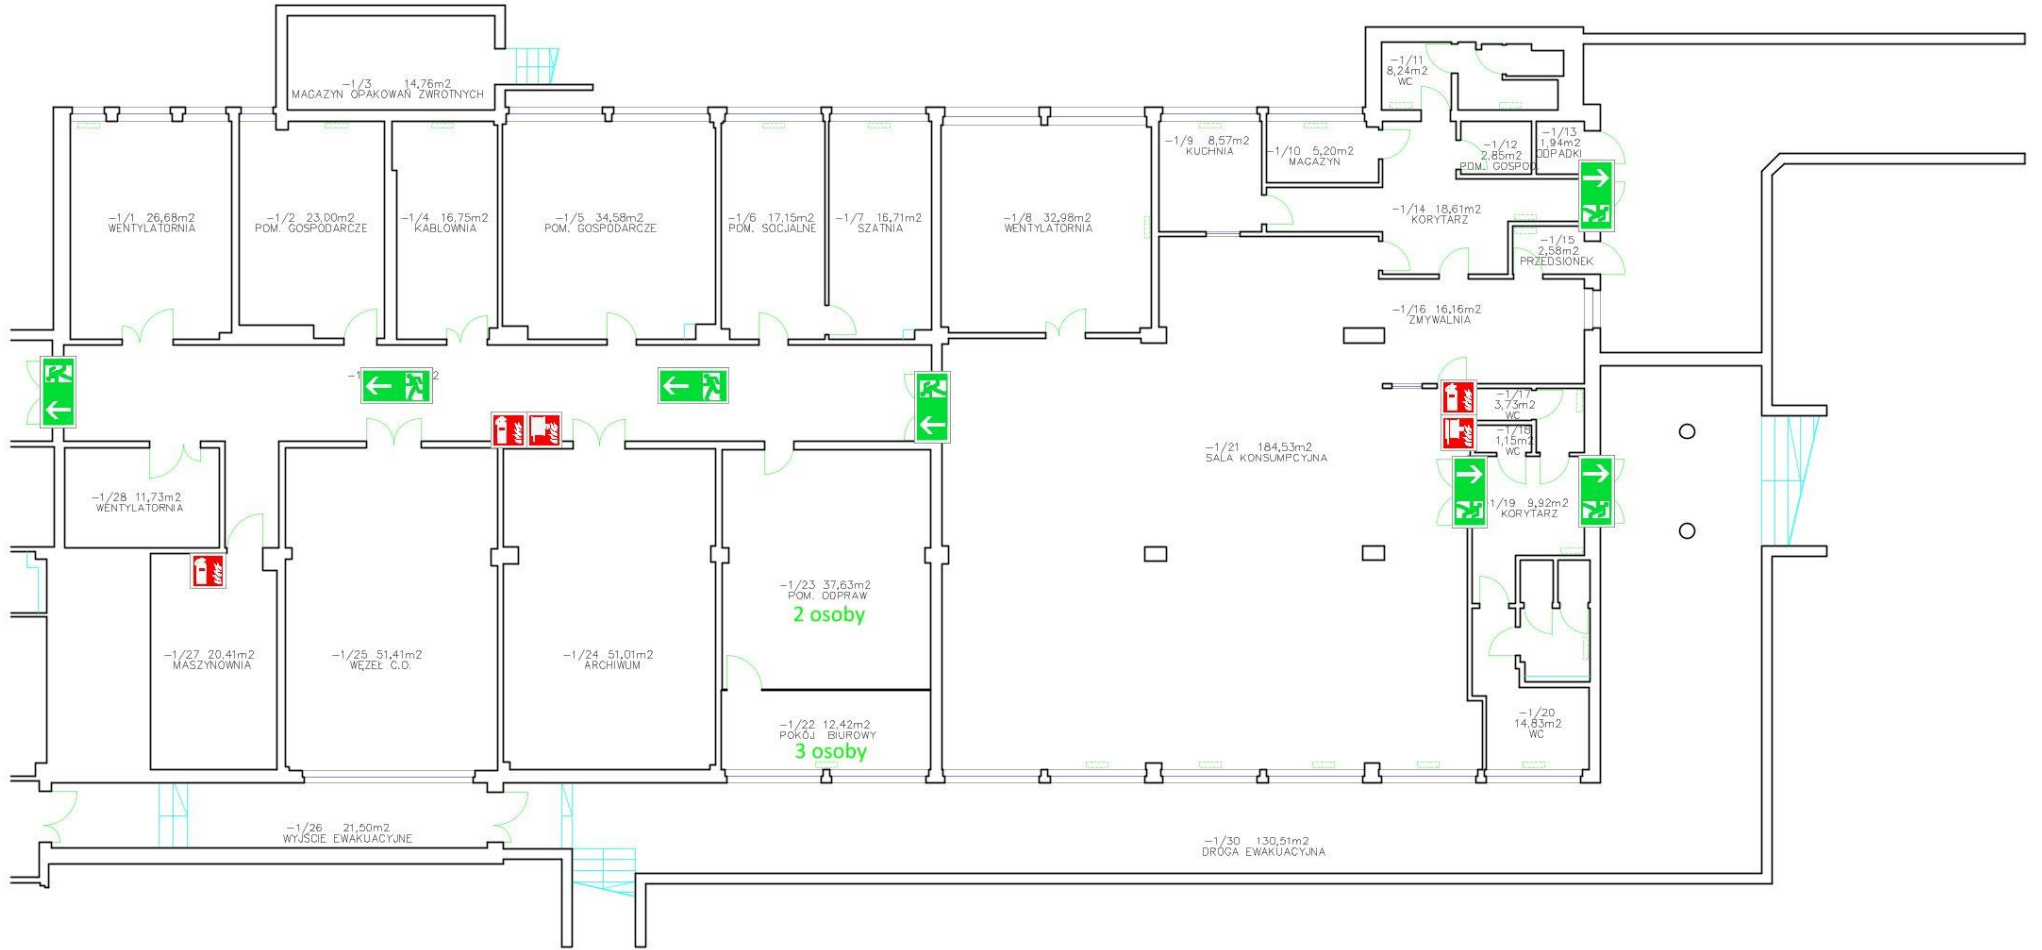 -1/3 14,76m2
MAGAZYN OPAKOWAŃ ZWROTNYCH
-1/11
8,24m2
WC
-1/1 26,68m2
WENTYLATORNIA
-1/2 23,00m2
POM. GOSPODARCZE
-1/4 16,75m2
KABLOWNIA
-1/5 34,58m2
POM. GOSPODARCZE
-1/6 17,15m2
POM. SOCJALNE
-1/7 16,71m2
SZATNIA
-1/8 32,98m2
WENTYLATORNIA
-1/9 8,57m2
KUCHNIA
-1/10 5,20m2
MAGAZYN
-1/12
2,85m2
POM. GOSPOD
-1/13
1,94m2
ODPADKI
-1/14 18,61m2
KORYTARZ
-1/15
2,58m2
PRZEDSIONEK
-1/16 16,16m2
ZMYWALNIA
-1/17
3,73m2
WC
-1/18
1,15m2
WC
-1/21 184,53m2
SALA KONSUMPCYJNA
1/19 9,92m2
KORYTARZ
-1/28 11,73m2
WENTYLATORNIA
-1/23 37,63m2
POM. ODPRAW
2 osoby
-1/27 20,41m2
MASZYNOWNIA
-1/25 51,41m2
WĘZEŁ C.O.
-1/24 51,01m2
ARCHIWUM
-1/22 12,42m2
POKÓJ BIUROWY
3 osoby
-1/20
14,83m2
WC
-1/26 21,50m2
WYJŚCIE EWAKUACYJNE
-1/30 130,51m2
DROGA EWAKUACYJNA